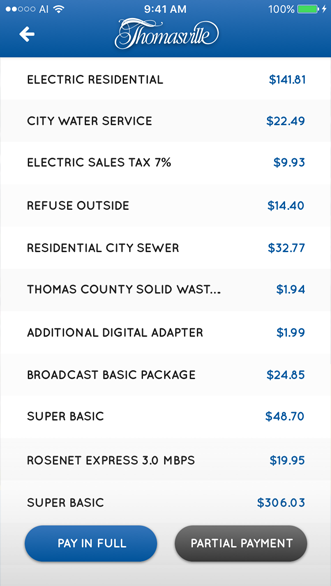 AI 9:41 AM 100%
Thomasville
ELECTRIC RESIDENTIAL $141.81
CITY WATER SERVICE $22.49
ELECTRIC SALES TAX 7% $9.93
REFUSE OUTSIDE $14.40
RESIDENTIAL CITY SEWER $32.77
THOMAS COUNTY SOLID WAST... $1.94
ADDITIONAL DIGITAL ADAPTER $1.99
BROADCAST BASIC PACKAGE $24.85
SUPER BASIC $48.70
ROSENET EXPRESS 3.0 MBPS $19.95
SUPER BASIC $306.03
PAY IN FULL PARTIAL PAYMENT